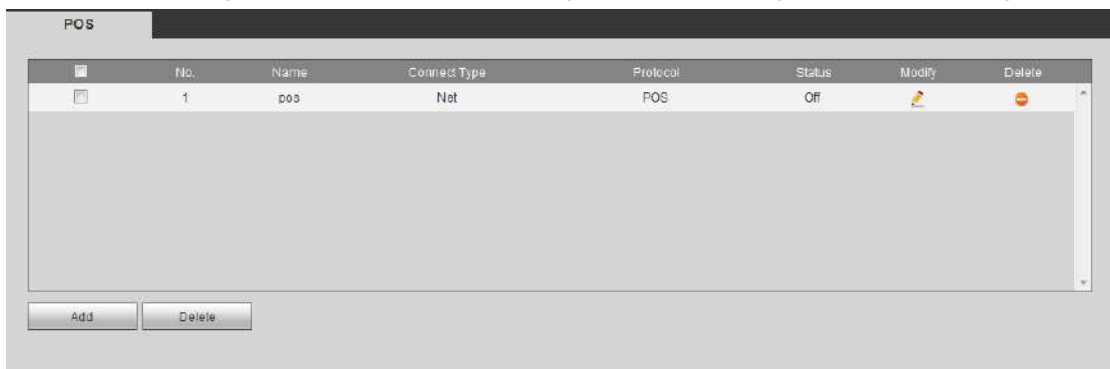 POS
No. Name Connect Type Protocol Status Modify Delete
1 pos Net POS Off
Add Delete